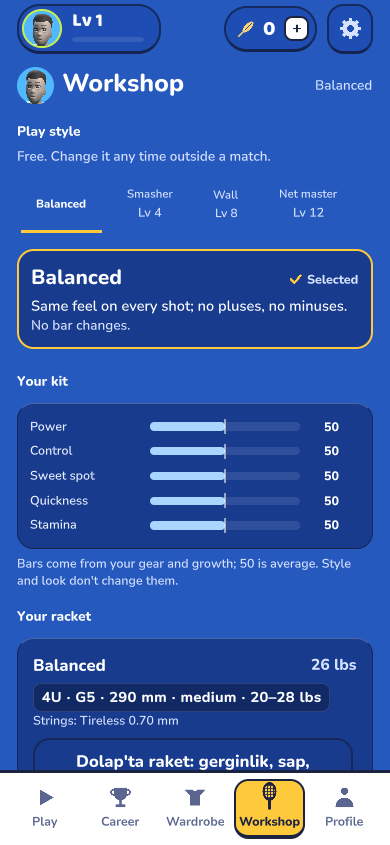 Lv 1
0 +
Workshop
Balanced
Play style
Free. Change it any time outside a match.
Balanced
Smasher
Lv 4
Wall
Lv 8
Net master
Lv 12
Balanced
Selected
Same feel on every shot; no pluses, no minuses.
No bar changes.
Your kit
Power 50
Control 50
Sweet spot 50
Quickness 50
Stamina 50
Bars come from your gear and growth; 50 is average. Style
and look don't change them.
Your racket
Balanced 26 lbs
4U · G5 · 290 mm · medium · 20–28 lbs
Strings: Tireless 0.70 mm
Dolap'ta raket: gerginlik, sap,
Play
Career
Wardrobe
Workshop
Profile